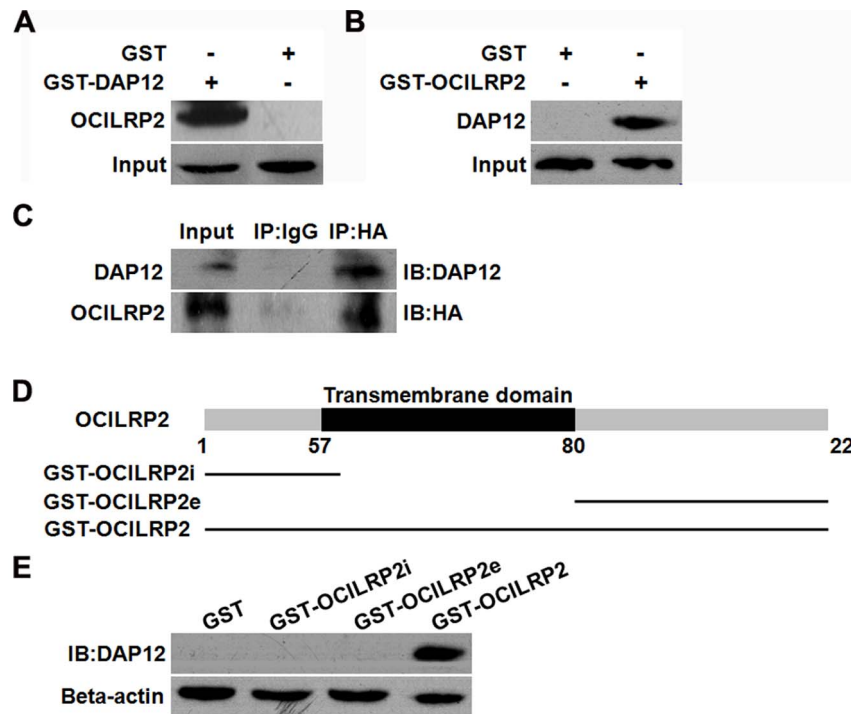 A
GST - +
GST-DAP12 + -
OCILRP2
Input
B
GST + -
GST-OCILRP2 - +
DAP12
Input
C
Input IP:IgG IP:HA
DAP12 IB:DAP12
OCILRP2 IB:HA
D
Transmembrane domain
OCILRP2
1 57 80 22
GST-OCILRP2i
GST-OCILRP2e
GST-OCILRP2
E
GST GST-OCILRP2i GST-OCILRP2e GST-OCILRP2
IB:DAP12
Beta-actin